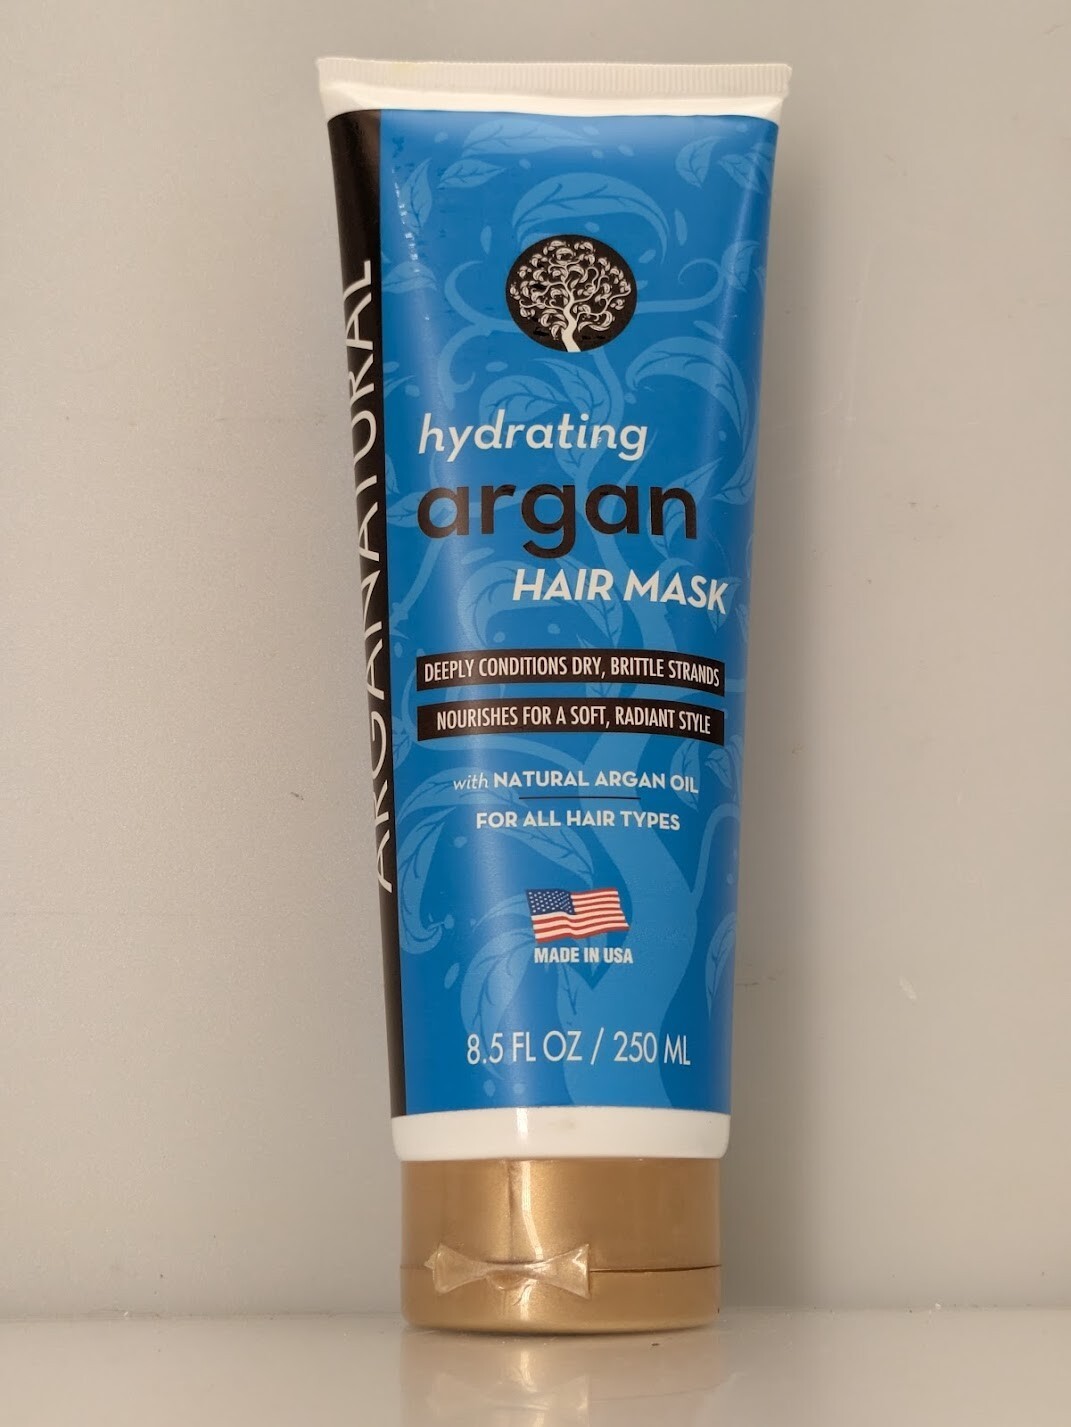 ARGANATURAL
hydrating
argan
HAIR MASK
DEEPLY CONDITIONS DRY, BRITTLE STRANDS
NOURISHES FOR A SOFT, RADIANT STYLE
with NATURAL ARGAN OIL
FOR ALL HAIR TYPES
MADE IN USA
8.5 FL OZ / 250 ML